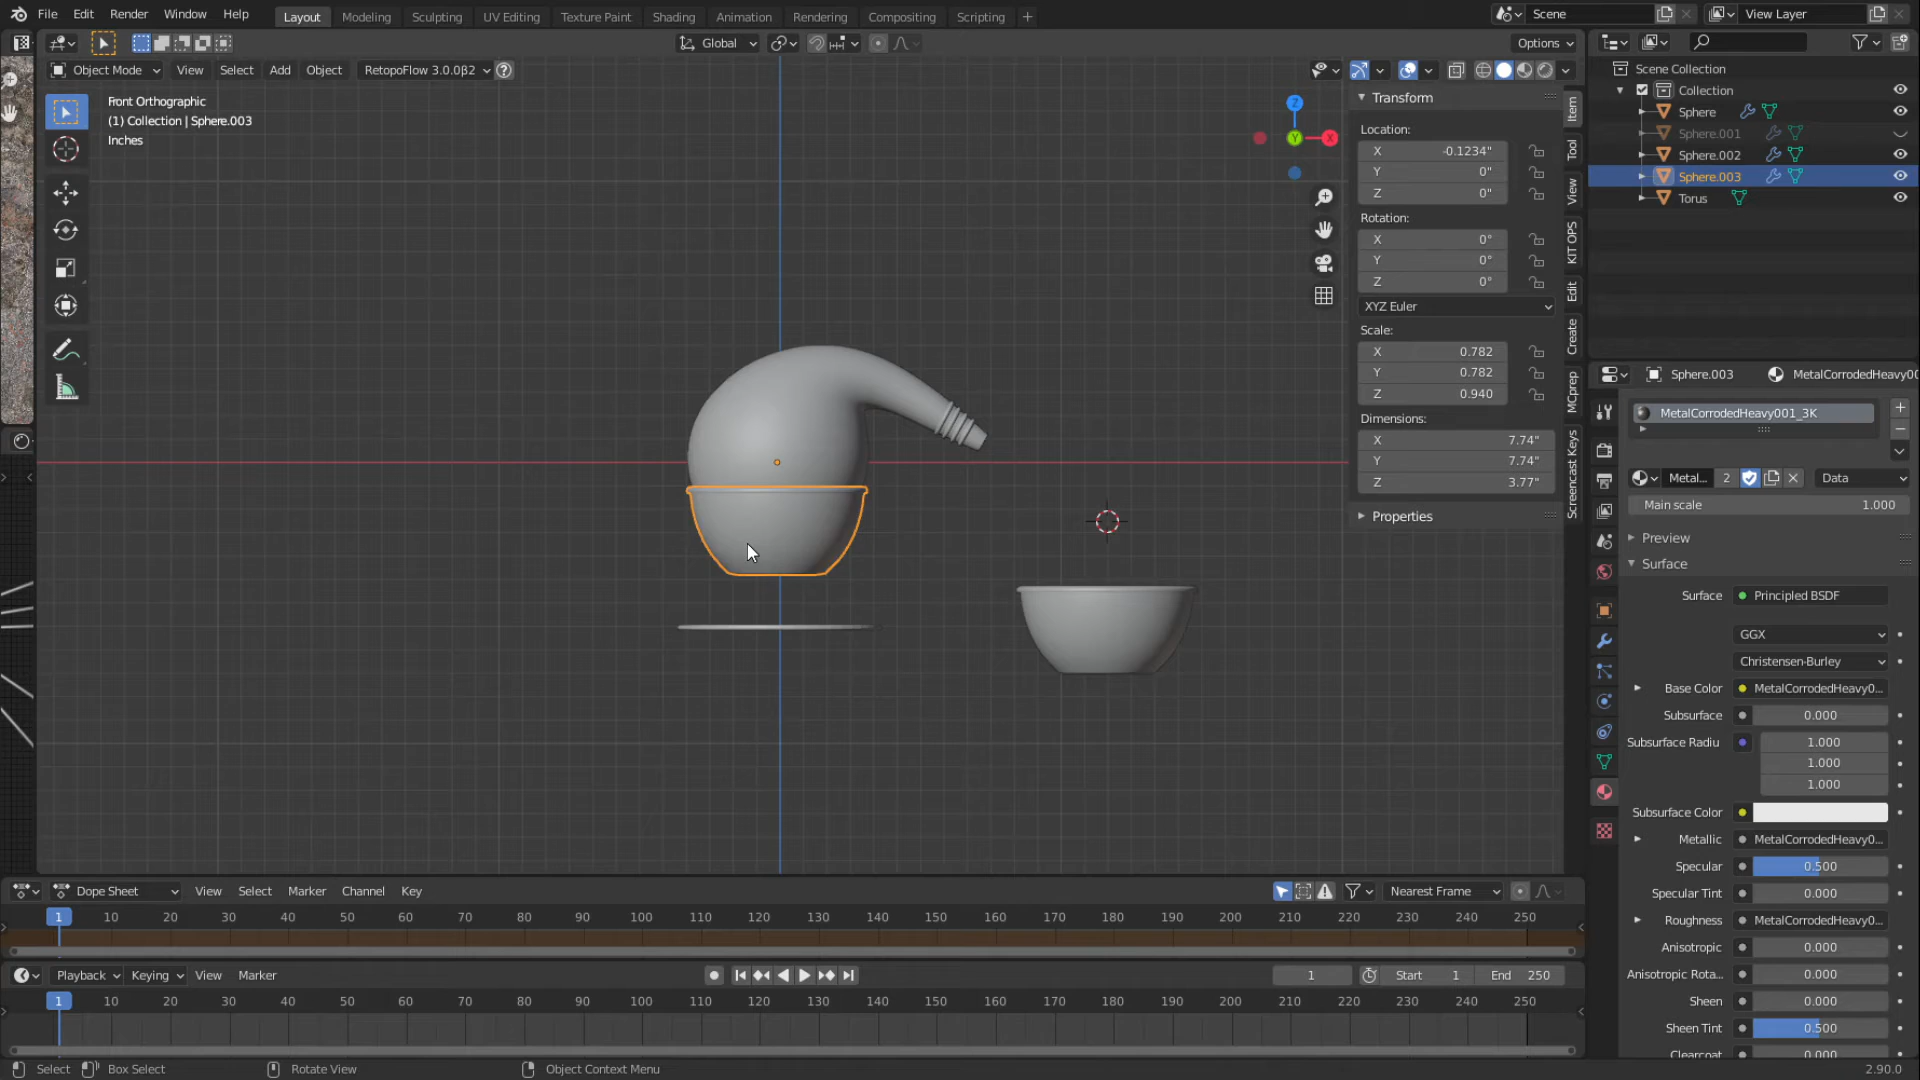 File Edit Render Window Help Layout Modeling Sculpting UV Editing Texture Paint Shading Animation Rendering Compositing Scripting + Scene View Layer
Global Options
Object Mode View Select Add Object RetopoFlow 3.0.0β2
Front Orthographic
(1) Collection | Sphere.003
Inches
Z
Y
X
Transform
Location:
X -0.1234"
Y 0"
Z 0"
Rotation:
X 0°
Y 0°
Z 0°
XYZ Euler
Scale:
X 0.782
Y 0.782
Z 0.940
Dimensions:
X 7.74"
Y 7.74"
Z 3.77"
Properties
Item
Tool
View
KIT OPS
Edit
Create
MCprep
Screencast Keys
Scene Collection
Collection
Sphere
Sphere.001
Sphere.002
Sphere.003
Torus
Sphere.003 MetalCorrodedHeavy00
MetalCorrodedHeavy001_3K
Metal... 2 Data
Main scale 1.000
Preview
Surface
Surface Principled BSDF
GGX
Christensen-Burley
Base Color MetalCorrodedHeavy0...
Subsurface 0.000
Subsurface Radiu 1.000
1.000
1.000
Subsurface Color
Metallic MetalCorrodedHeavy0...
Specular 0.500
Specular Tint 0.000
Roughness MetalCorrodedHeavy0...
Anisotropic 0.000
Anisotropic Rota... 0.000
Sheen 0.000
Sheen Tint 0.500
Clearcoat 0.000
Dope Sheet View Select Marker Channel Key Nearest Frame
1 10 20 30 40 50 60 70 80 90 100 110 120 130 140 150 160 170 180 190 200 210 220 230 240 250
Playback Keying View Marker 1 Start 1 End 250
1 10 20 30 40 50 60 70 80 90 100 110 120 130 140 150 160 170 180 190 200 210 220 230 240 250
Select Box Select Rotate View Object Context Menu 2.90.0